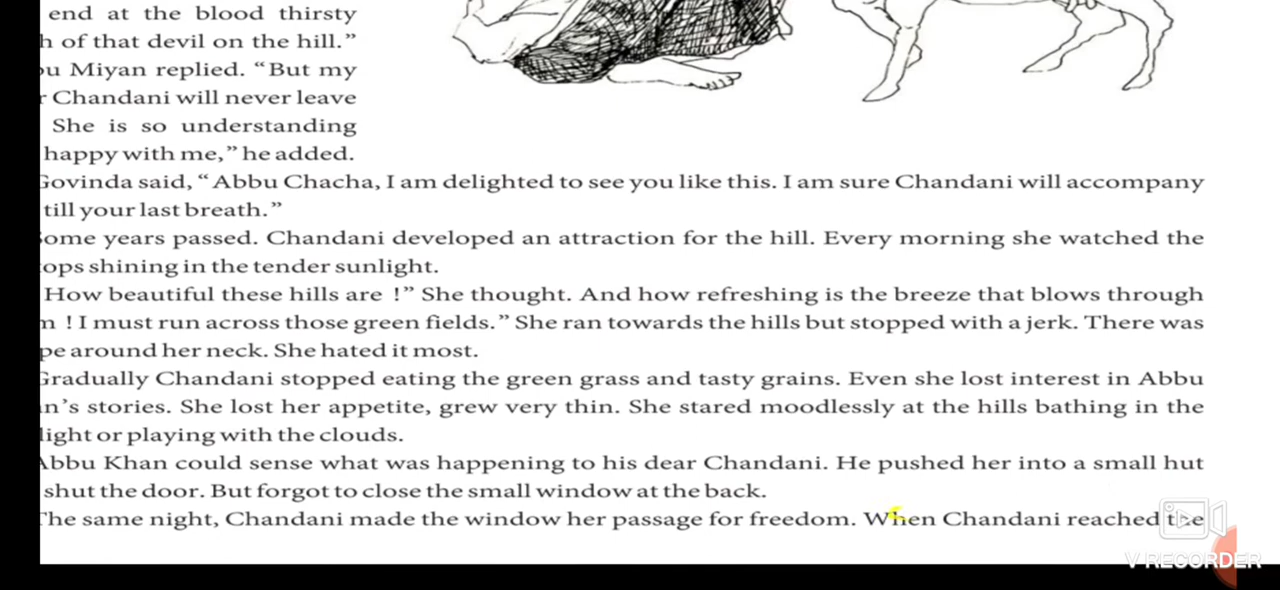 end at the blood thirsty
h of that devil on the hill.”
u Miyan replied. “But my
r Chandani will never leave
She is so understanding
happy with me,” he added.
Govinda said, “Abbu Chacha, I am delighted to see you like this. I am sure Chandani will accompany
till your last breath.”
Some years passed. Chandani developed an attraction for the hill. Every morning she watched the
ops shining in the tender sunlight.
How beautiful these hills are !” She thought. And how refreshing is the breeze that blows through
m ! I must run across those green fields.” She ran towards the hills but stopped with a jerk. There was
pe around her neck. She hated it most.
Gradually Chandani stopped eating the green grass and tasty grains. Even she lost interest in Abbu
n’s stories. She lost her appetite, grew very thin. She stared moodlessly at the hills bathing in the
light or playing with the clouds.
Abbu Khan could sense what was happening to his dear Chandani. He pushed her into a small hut
shut the door. But forgot to close the small window at the back.
The same night, Chandani made the window her passage for freedom. When Chandani reached the
V RECORDER